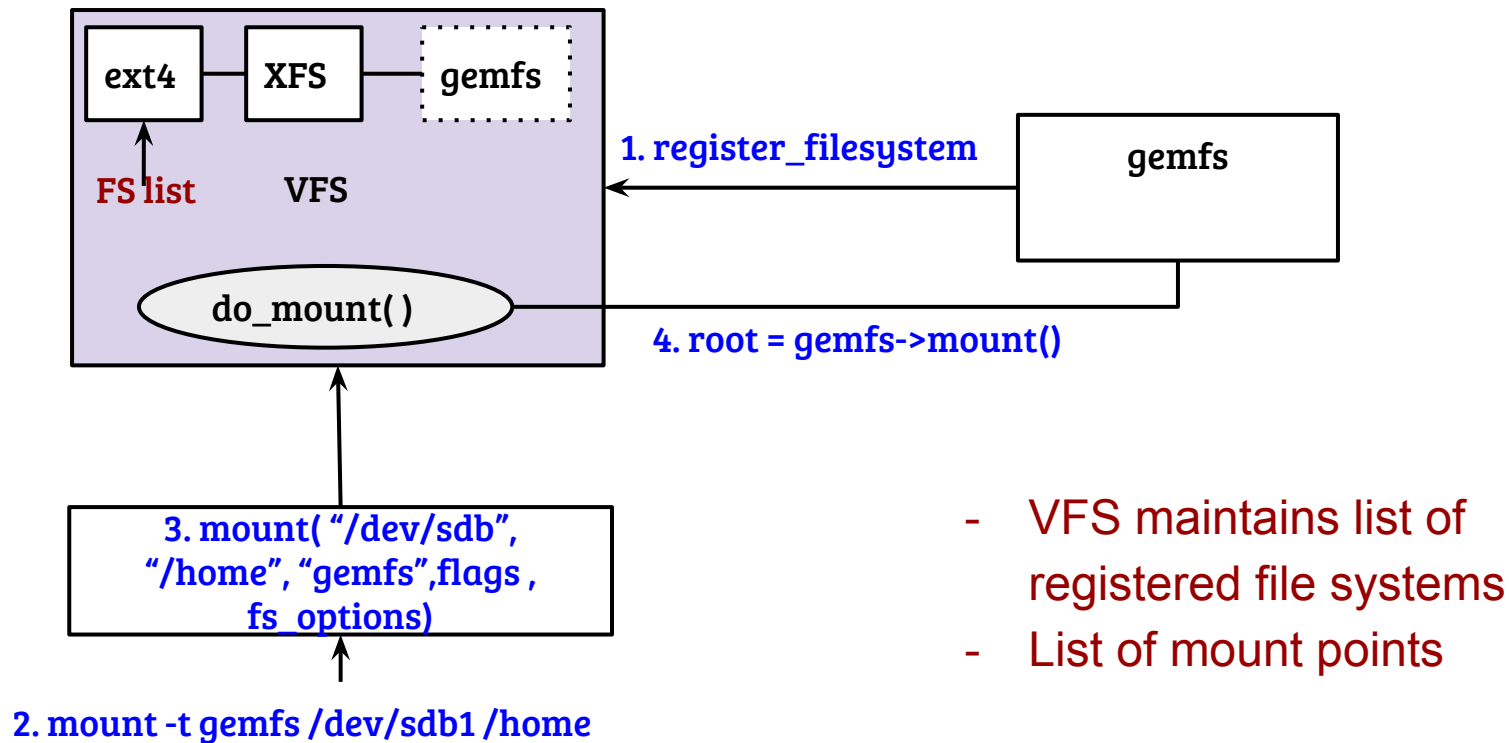 ext4
XFS
gemfs
FS list
VFS
do_mount( )
1. register_filesystem
gemfs
4. root = gemfs->mount()
3. mount( “/dev/sdb”,
“/home”, “gemfs”,flags ,
fs_options)
2. mount -t gemfs /dev/sdb1 /home
- VFS maintains list of
registered file systems
- List of mount points